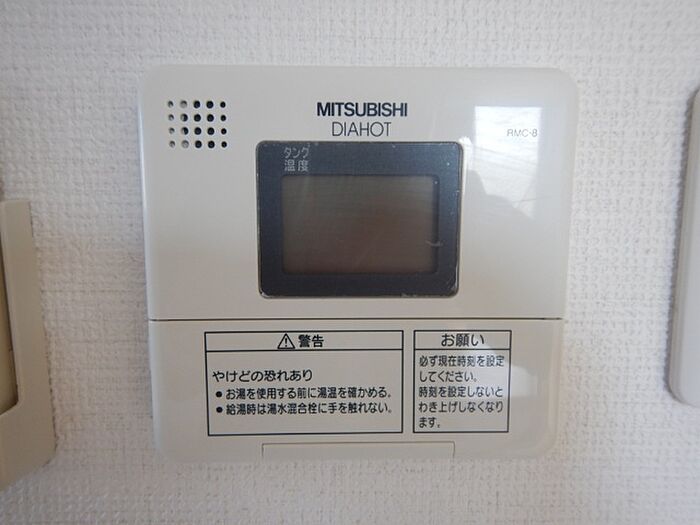 MITSUBISHI
DIAHOT
RMC-8
タンク
温度
警告
やけどの恐れあり
●お湯を使用する前に湯温を確かめる。
●給湯時は湯水混合栓に手を触れない。
お願い
必ず現在時刻を設定
してください。
時刻を設定しないと
わき上げしなくなり
ます。